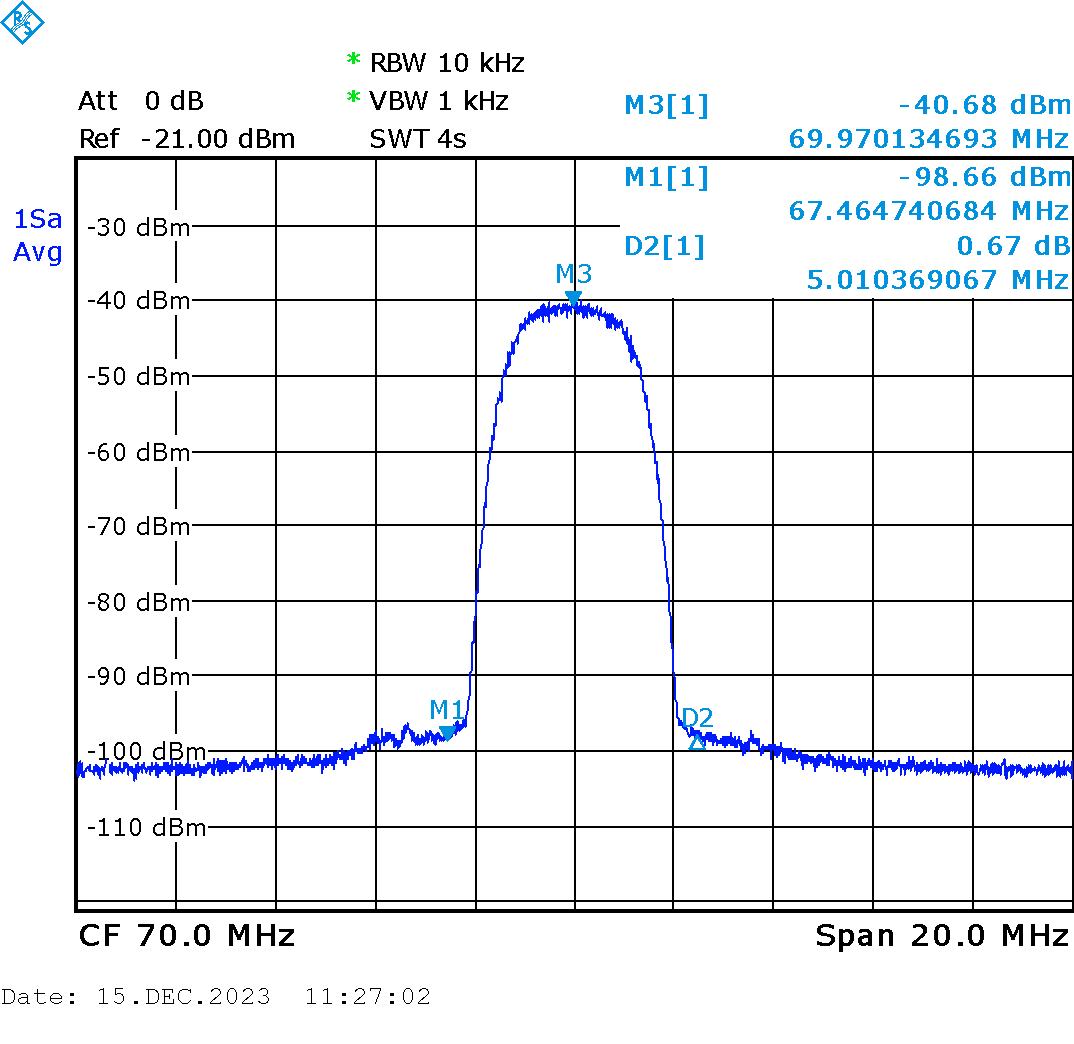 R&S
* RBW 10 kHz
Att 0 dB * VBW 1 kHz
Ref -21.00 dBm SWT 4s
M3[1] -40.68 dBm
69.970134693 MHz
M1[1] -98.66 dBm
67.464740684 MHz
D2[1] 0.67 dB
5.010369067 MHz
1Sa
Avg
-30 dBm
M3
-40 dBm
-50 dBm
-60 dBm
-70 dBm
-80 dBm
-90 dBm
M1
D2
-100 dBm
-110 dBm
CF 70.0 MHz Span 20.0 MHz
Date: 15.DEC.2023 11:27:02